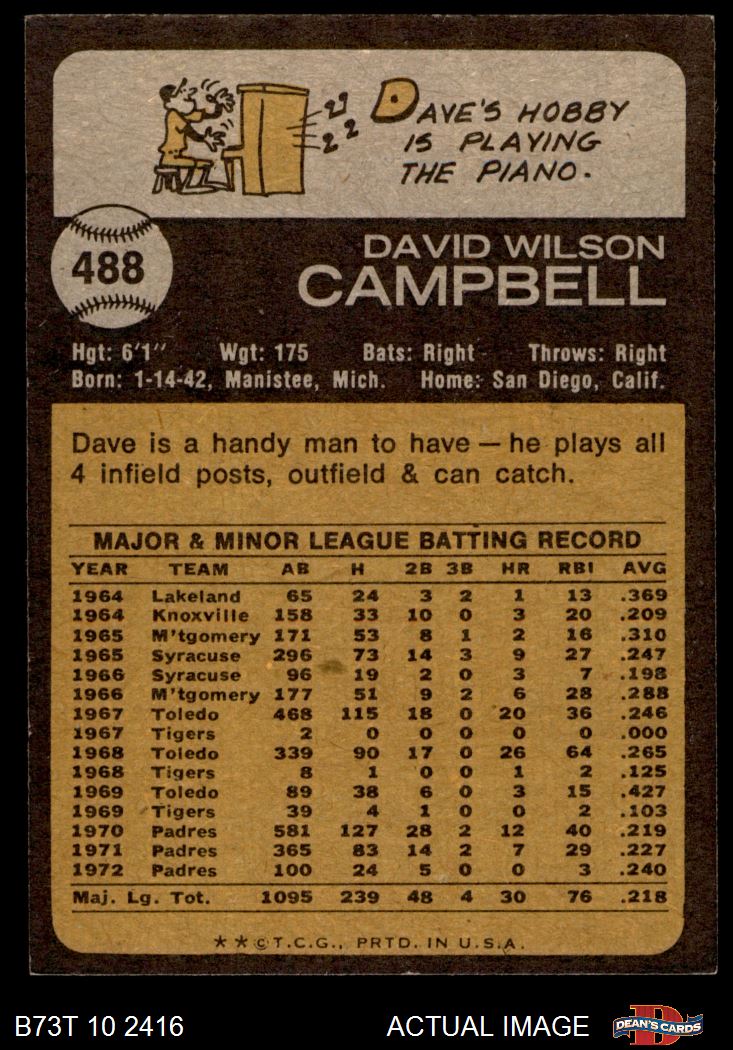 DAVE'S HOBBY
IS PLAYING
THE PIANO.
488
DAVID WILSON
CAMPBELL
Hgt: 6'1" Wgt: 175 Bats: Right Throws: Right
Born: 1-14-42, Manistee, Mich. Home: San Diego, Calif.
Dave is a handy man to have — he plays all
4 infield posts, outfield & can catch.
MAJOR & MINOR LEAGUE BATTING RECORD
YEAR TEAM AB H 2B 3B HR RBI AVG
1964 Lakeland 65 24 3 2 1 13 .369
1964 Knoxville 158 33 10 0 3 20 .209
1965 M'tgomery 171 53 8 1 2 16 .310
1965 Syracuse 296 73 14 3 9 27 .247
1966 Syracuse 96 19 2 0 3 7 .198
1966 M'tgomery 177 51 9 2 6 28 .288
1967 Toledo 468 115 18 0 20 36 .246
1967 Tigers 2 0 0 0 0 0 .000
1968 Toledo 339 90 17 0 26 64 .265
1968 Tigers 8 1 0 0 1 2 .125
1969 Toledo 89 38 6 0 3 15 .427
1969 Tigers 39 4 1 0 0 2 .103
1970 Padres 581 127 28 2 12 40 .219
1971 Padres 365 83 14 2 7 29 .227
1972 Padres 100 24 5 0 0 3 .240
Maj. Lg. Tot. 1095 239 48 4 30 76 .218
★★©T.C.G., PRTD. IN U.S.A.
B73T 10 2416 ACTUAL IMAGE D DEAN'S CARDS